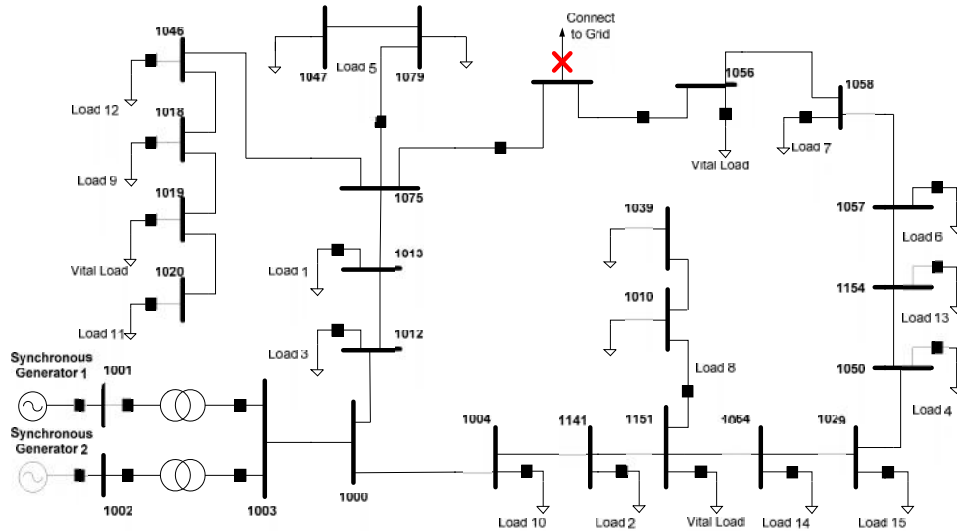 Connect
to Grid
1046
1047
Load 5
1079
1056
1058
Load 12
1018
Load 9
Vital Load
Load 7
1019
1075
1039
1057
Load 6
Vital Load
1020
Load 1
1013
1010
1154
Load 13
Load 11
Load 3
1012
Load 8
1050
Synchronous
Generator 1
1001
Load 4
Synchronous
Generator 2
1004
1141
1151
1064
1029
1002
1003
1000
Load 10
Load 2
Vital Load
Load 14
Load 15